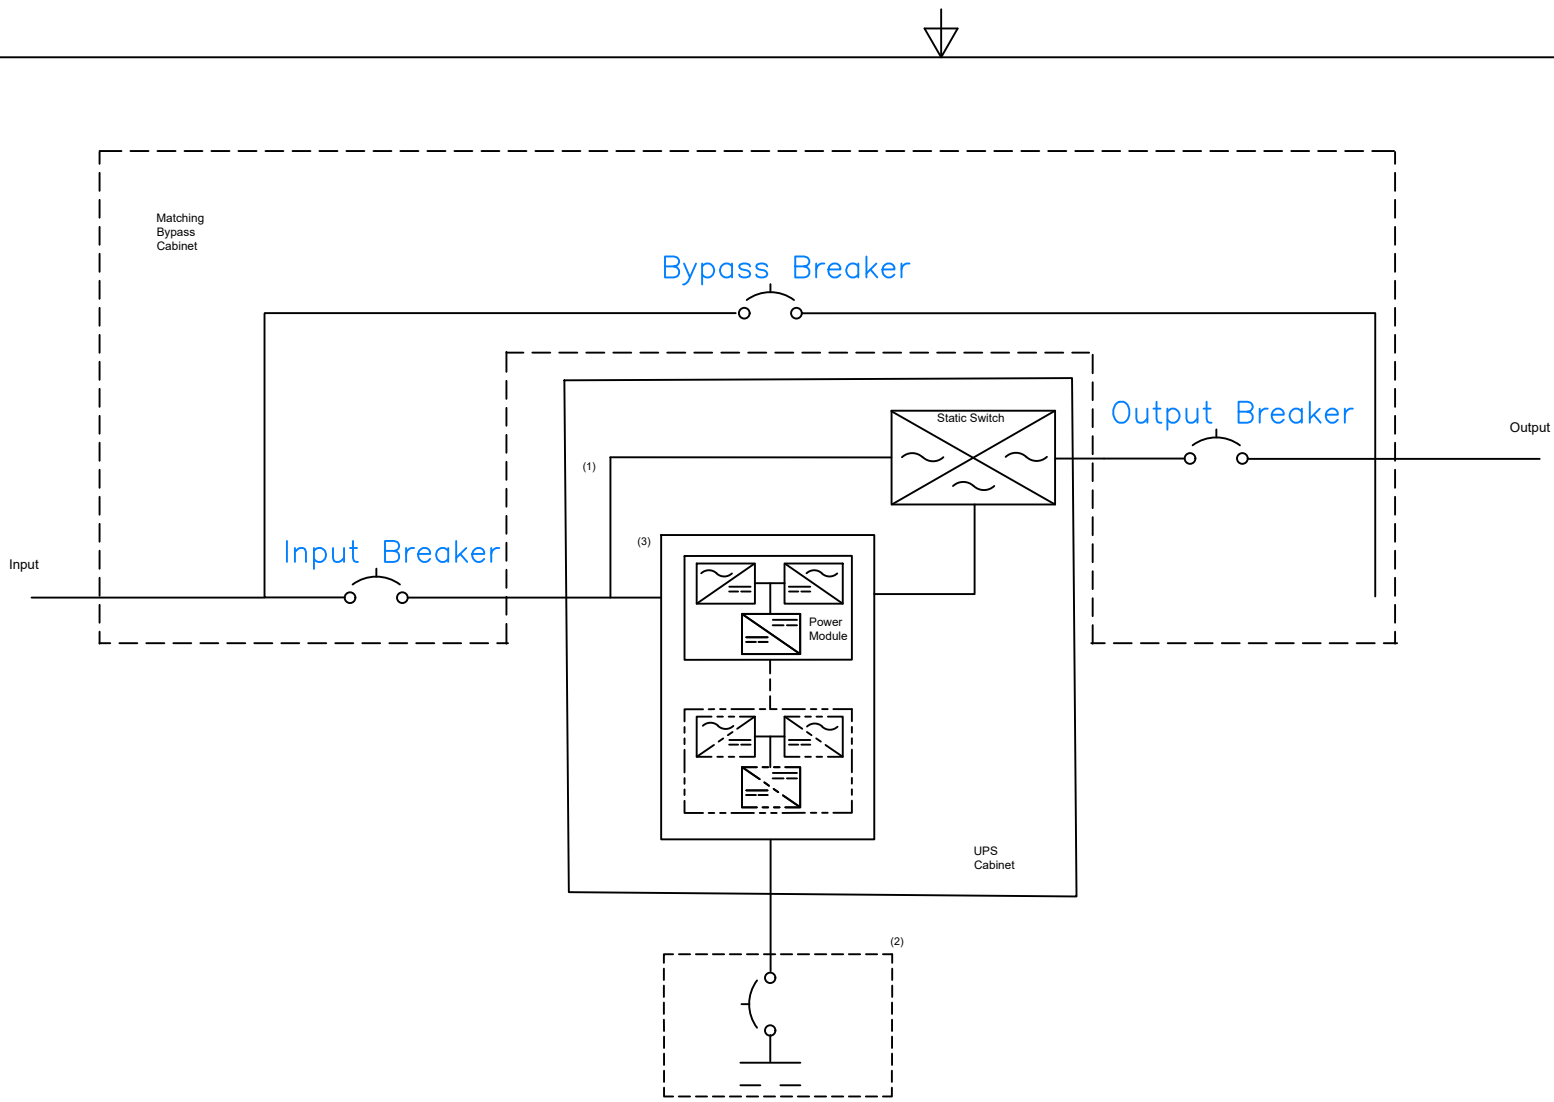 Matching
Bypass
Cabinet
Bypass Breaker
Static Switch
Output Breaker
Output
(1)
Input Breaker
(3)
Input
Power
Module
UPS
Cabinet
(2)